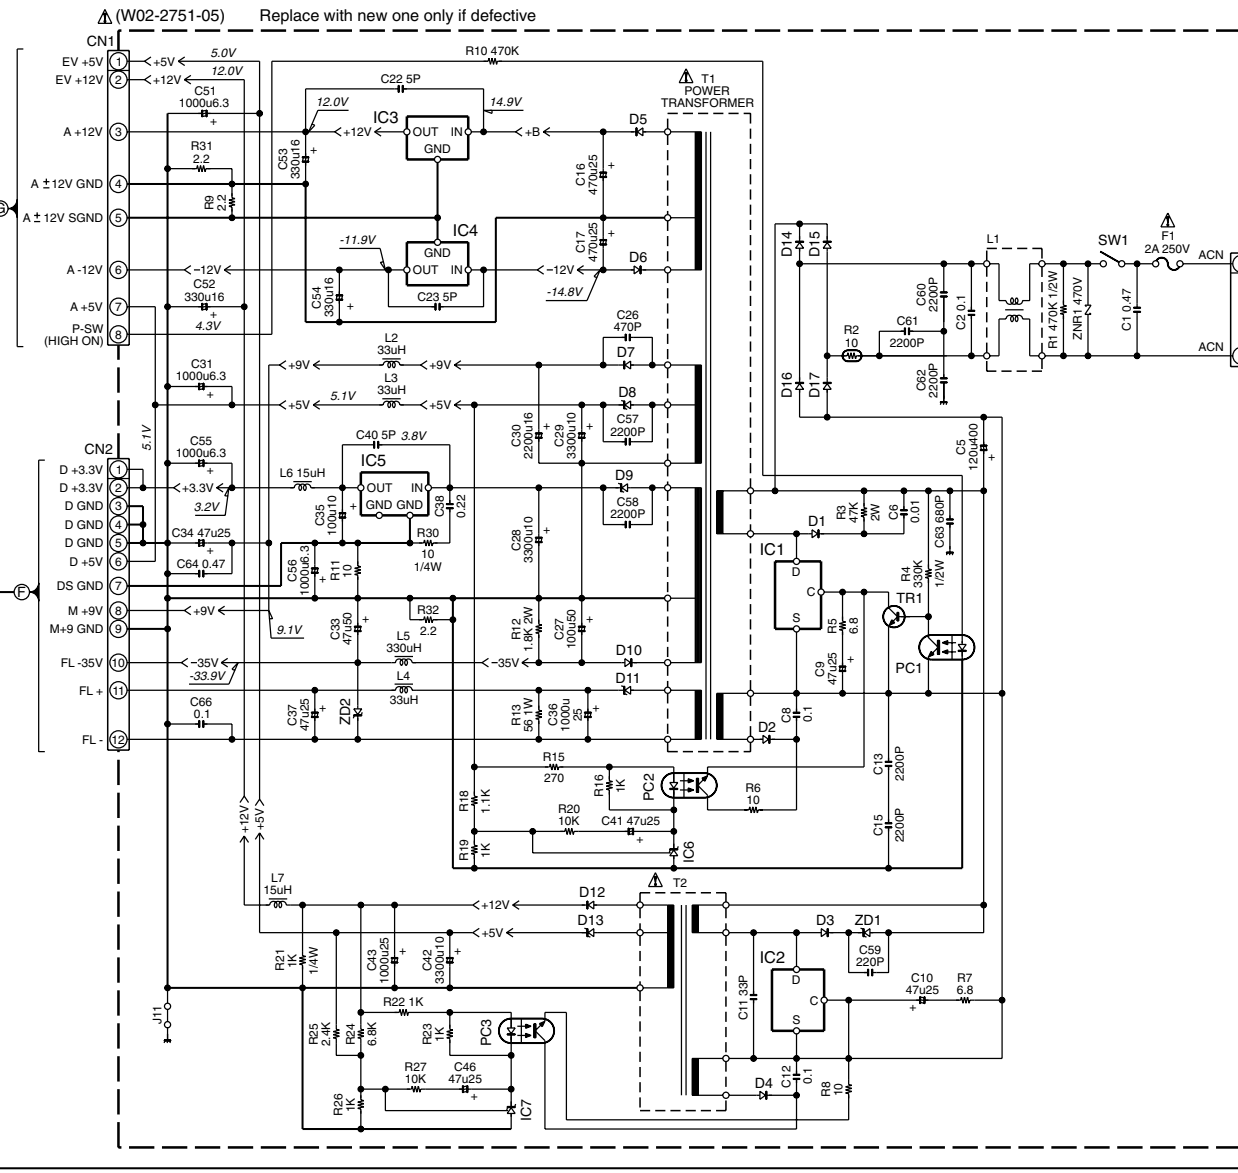 (W02-2751-05) Replace with new one only if defective
CN1
EV +5V 1 +5V 5.0V
EV +12V 2 +12V 12.0V
C51
1000u6.3
+
A +12V 3
R31
2.2
A ±12V GND 4
R9 2.2
A ±12V SGND 5
A -12V 6 -12V
C52
330u16
+
A +5V 7
4.3V
P-SW
(HIGH ON) 8
G
R10 470K
C22 5P
12.0V
14.9V
IC3
+12V
OUT IN
GND
+B
C53
330u16
+
D5
C16
470u25
+
C17
470u25
+
-11.9V
IC4
GND
OUT IN
C54
330u16
+
C23 5P
-12V
-14.8V
D6
T1
POWER
TRANSFORMER
C31
1000u6.3
+
+9V
L2
33uH
+9V
C26
470P
D7
+5V
5.1V
L3
33uH
+5V
D8
C57
2200P
C30
2200u16
+
C29
3300u10
+
5.1V
CN2
D +3.3V 1
D +3.3V 2 +3.3V
3.2V
D GND 3
D GND 4
D GND 5
D +5V 6
DS GND 7
M +9V 8 +9V
9.1V
M+9 GND 9
FL -35V 10 -35V
-33.9V
FL + 11
FL - 12
F
C55
1000u6.3
+
C34 47u25
+
C64 0.47
C66
0.1
L6 15uH
C40 5P 3.8V
IC5
OUT IN
GND GND
C35
100u10
+
C38
0.22
R30
10
1/4W
C56
1000u6.3
+
R11
10
R32
2.2
C33
47u50
+
L5
330uH
-35V
L4
33uH
C37
47u25
+
ZD2
D9
C58
2200P
C28
3300u10
+
R12
1.8K 2W
C27
100u50
+
D10
D11
R13
56 1W
C36
1000u
25
+
D14
D15
D16
D17
R2
10
C61
2200P
C60
2200P
C62
2200P
C2 0.1
L1
R1 470K 1/2W
ZNR1 470V
SW1
C1 0.47
F1
2A 250V
ACN
ACN
C5
120u400
+
R3
47K
2W
C6
0.01
C63 680P
D1
IC1
D
C
S
R4
330K
1/2W
TR1
R5
6.8
C9
47u25
+
PC1
C8
0.1
D2
C13
2200P
C15
2200P
R15
270
R16
1K
PC2
R6
10
R18
1.1K
R20
10K
C41 47u25
+
R19
1K
IC6
+12V
+5V
L7
15uH
T2
+12V
D12
+5V
D13
R21
1K
1/4W
C43
1000u25
+
C42
3300u10
+
J11
R25
2.4K
R24
6.8K
R22 1K
R23
1K
PC3
R27
10K
C46
47u25
+
R26
1K
IC7
D3
ZD1
C59
220P
IC2
D
C
S
C11 33P
C10
47u25
+
R7
6.8
C12
0.1
D4
R8
10